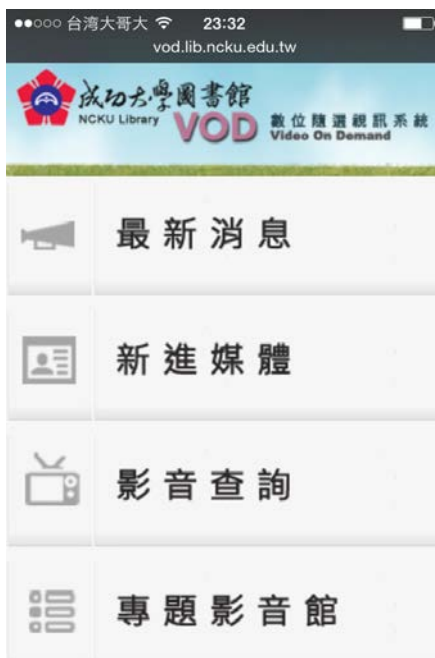 台湾大哥大 23:32
vod.lib.ncku.edu.tw
成功大學圖書館
NCKU Library VOD 數位隨選視訊系統
Video On Demand
最新消息
新進媒體
影音查詢
專題影音館